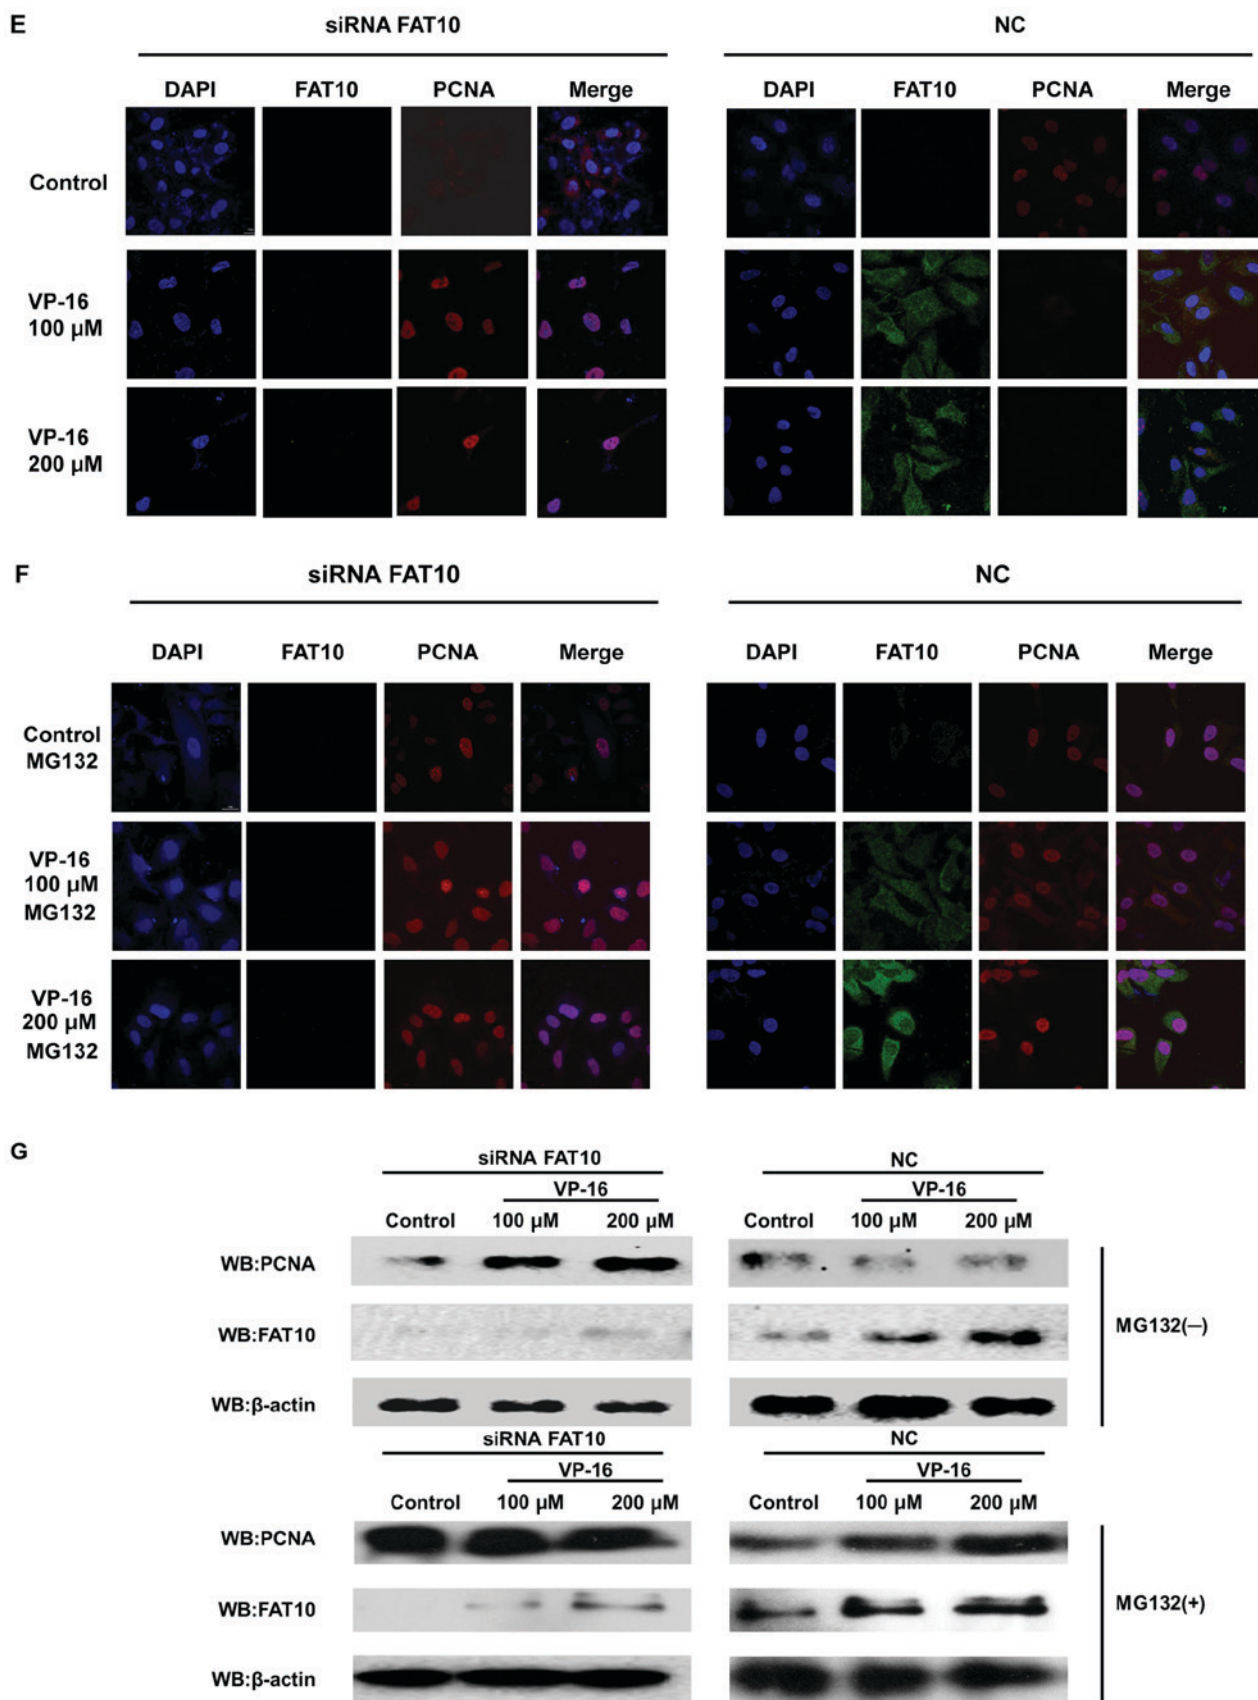 E
siRNA FAT10 NC
DAPI FAT10 PCNA Merge DAPI FAT10 PCNA Merge
Control
VP-16
100 μM
VP-16
200 μM
F
siRNA FAT10 NC
DAPI FAT10 PCNA Merge DAPI FAT10 PCNA Merge
Control
MG132
VP-16
100 μM
MG132
VP-16
200 μM
MG132
G
siRNA FAT10 NC
VP-16 VP-16
Control 100 μM 200 μM Control 100 μM 200 μM
WB:PCNA
WB:FAT10
MG132(—)
WB:β-actin
siRNA FAT10 NC
VP-16 VP-16
Control 100 μM 200 μM Control 100 μM 200 μM
WB:PCNA
WB:FAT10
MG132(+)
WB:β-actin